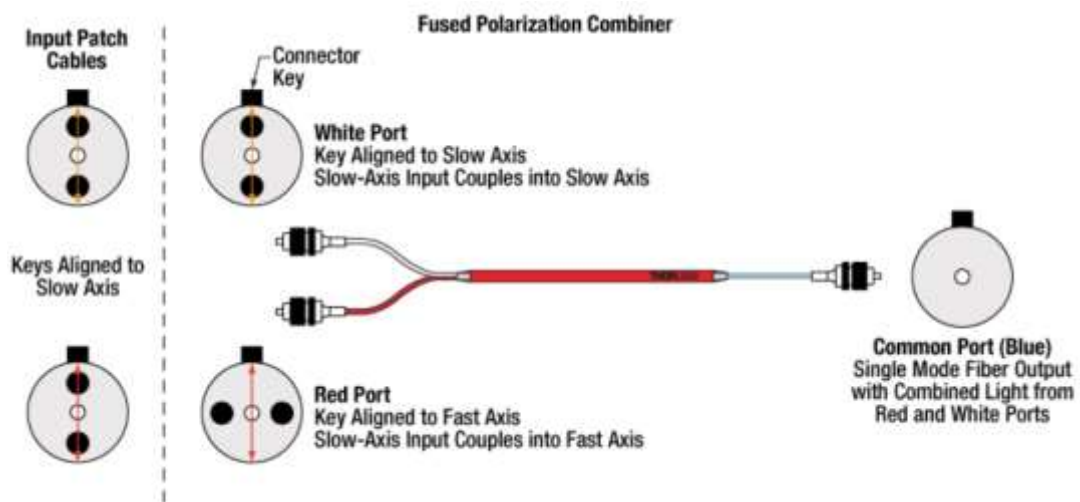 Fused Polarization Combiner
Input Patch
Cables
Connector
Key
White Port
Key Aligned to Slow Axis
Slow-Axis Input Couples into Slow Axis
Keys Aligned to
Slow Axis
Common Port (Blue)
Single Mode Fiber Output
with Combined Light from
Red and White Ports
Red Port
Key Aligned to Fast Axis
Slow-Axis Input Couples into Fast Axis